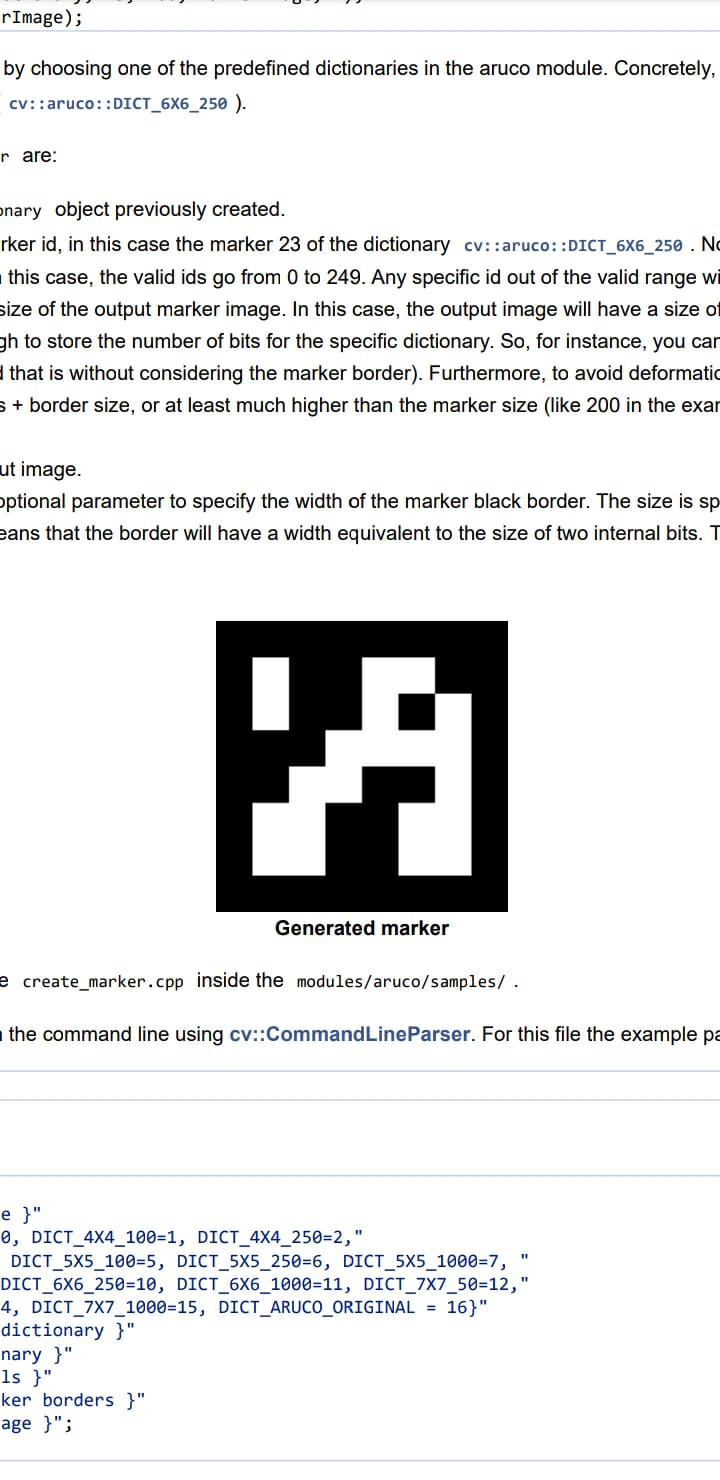 rImage);
by choosing one of the predefined dictionaries in the aruco module. Concretely,
cv::aruco::DICT_6X6_250 ).
r are:
object previously created.
rker id, in this case the marker 23 of the dictionary cv::aruco::DICT_6X6_250 . No
this case, the valid ids go from 0 to 249. Any specific id out of the valid range wi
size of the output marker image. In this case, the output image will have a size of
gh to store the number of bits for the specific dictionary. So, for instance, you can
that is without considering the marker border). Furthermore, to avoid deformatio
s + border size, or at least much higher than the marker size (like 200 in the exam
ut image.
optional parameter to specify the width of the marker black border. The size is sp
eans that the border will have a width equivalent to the size of two internal bits. T
Generated marker
e create_marker.cpp inside the modules/aruco/samples/ .
the command line using cv::CommandLineParser. For this file the example pa
e }"
0, DICT_4X4_100=1, DICT_4X4_250=2,"
DICT_5X5_100=5, DICT_5X5_250=6, DICT_5X5_1000=7, "
DICT_6X6_250=10, DICT_6X6_1000=11, DICT_7X7_50=12,"
4, DICT_7X7_1000=15, DICT_ARUCO_ORIGINAL = 16}"
dictionary }"
nary }"
ls }"
ker borders }"
age }";